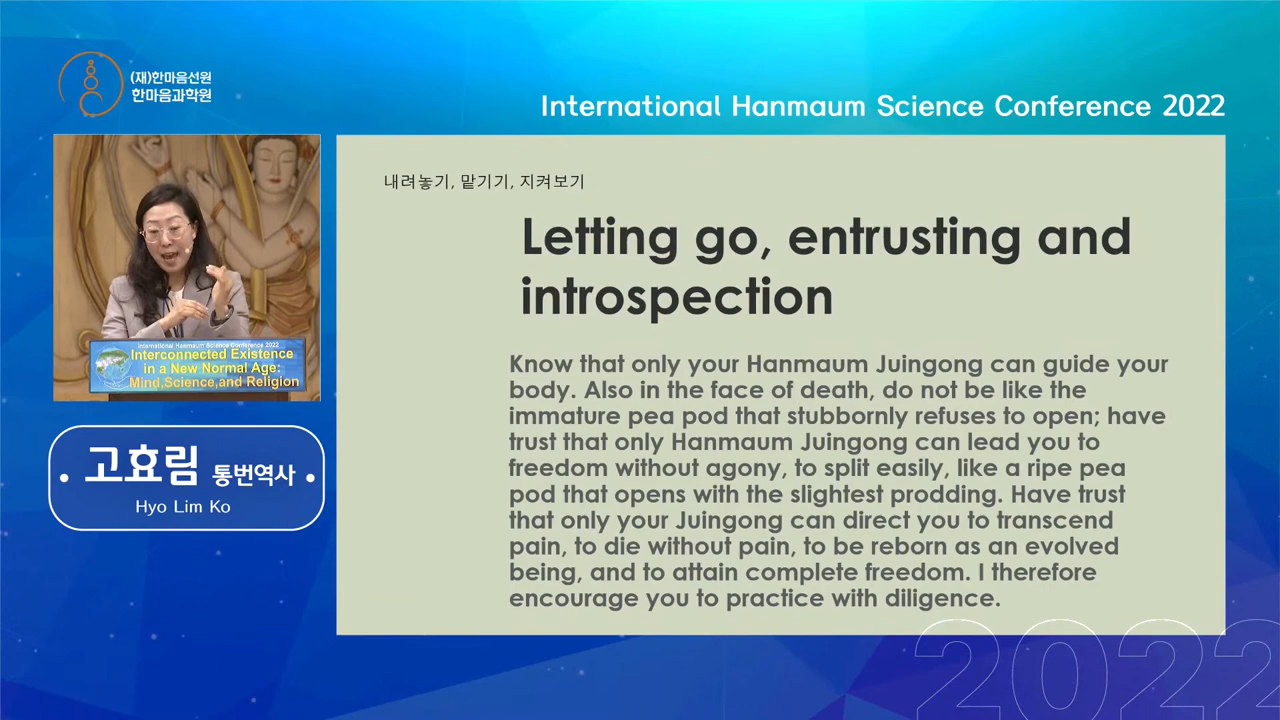 (재)한마음선원
한마음과학원
International Hanmaum Science Conference 2022
내려놓기, 맡기기, 지켜보기
Letting go, entrusting and
introspection
Know that only your Hanmaum Juingong can guide your
body. Also in the face of death, do not be like the
immature pea pod that stubbornly refuses to open; have
trust that only Hanmaum Juingong can lead you to
freedom without agony, to split easily, like a ripe pea
pod that opens with the slightest prodding. Have trust
that only your Juingong can direct you to transcend
pain, to die without pain, to be reborn as an evolved
being, and to attain complete freedom. I therefore
encourage you to practice with diligence.
International Hanmaum Science Conference 2022
Interconnected Existence
in a New Normal Age:
Mind,Science,and Religion
• 고효림 통번역사 •
Hyo Lim Ko
2022